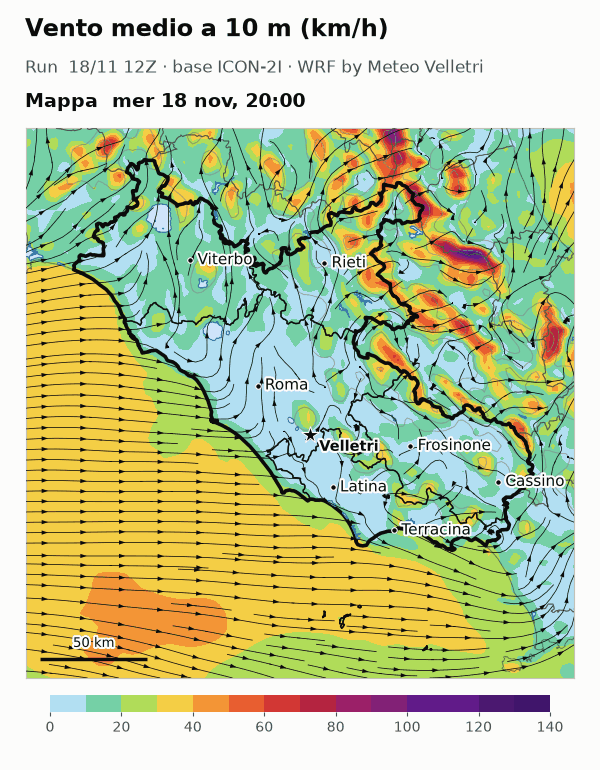 Vento medio a 10 m (km/h)
Run 18/11 12Z · base ICON-2I · WRF by Meteo Velletri
Mappa mer 18 nov, 20:00
Viterbo
Rieti
Roma
Velletri
Frosinone
Latina
Cassino
Terracina
50 km
0 20 40 60 80 100 120 140